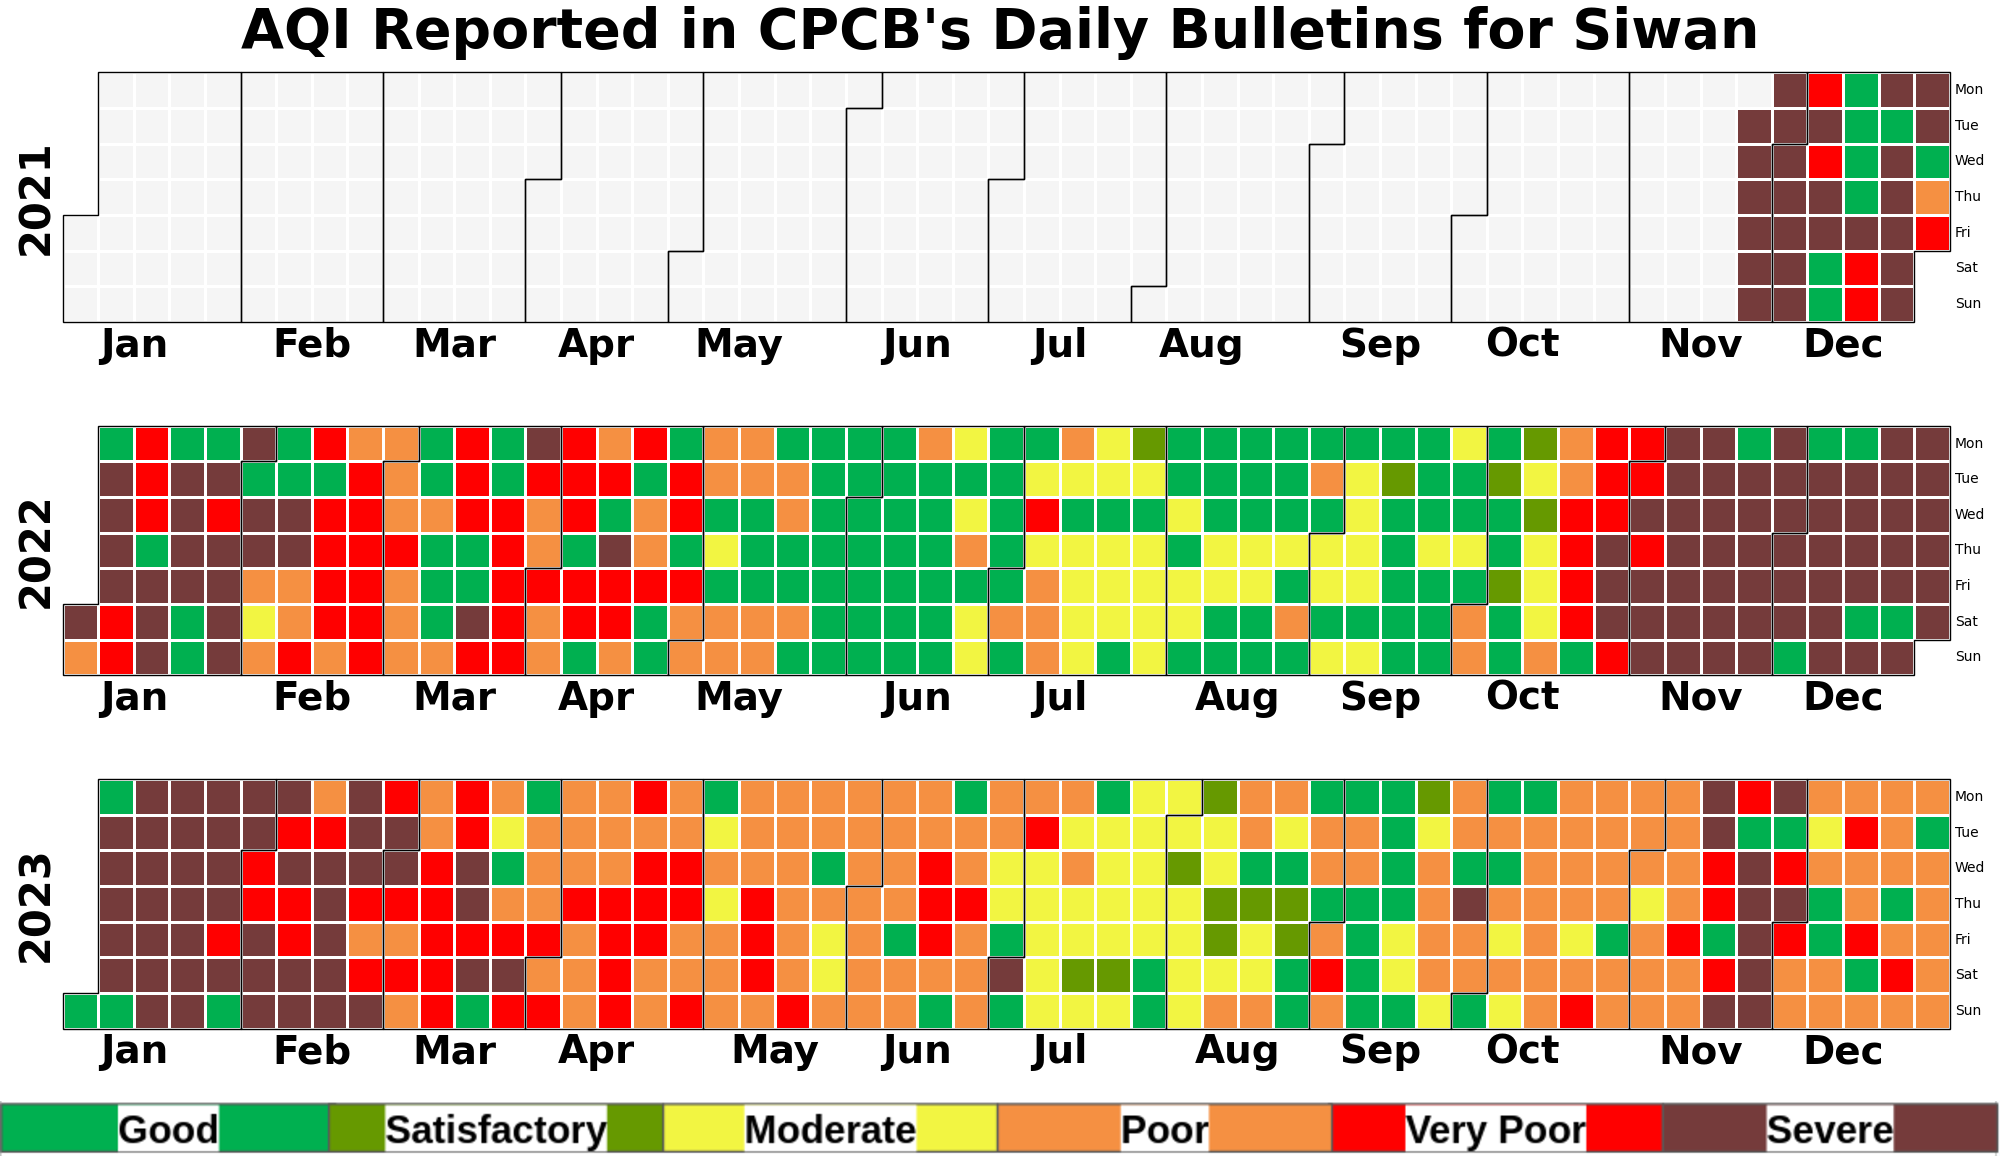 AQI Reported in CPCB's Daily Bulletins for Siwan
2021
Mon
Tue
Wed
Thu
Fri
Sat
Sun
Jan Feb Mar Apr May Jun Jul Aug Sep Oct Nov Dec
2022
Mon
Tue
Wed
Thu
Fri
Sat
Sun
Jan Feb Mar Apr May Jun Jul Aug Sep Oct Nov Dec
2023
Mon
Tue
Wed
Thu
Fri
Sat
Sun
Jan Feb Mar Apr May Jun Jul Aug Sep Oct Nov Dec
Good Satisfactory Moderate Poor Very Poor Severe